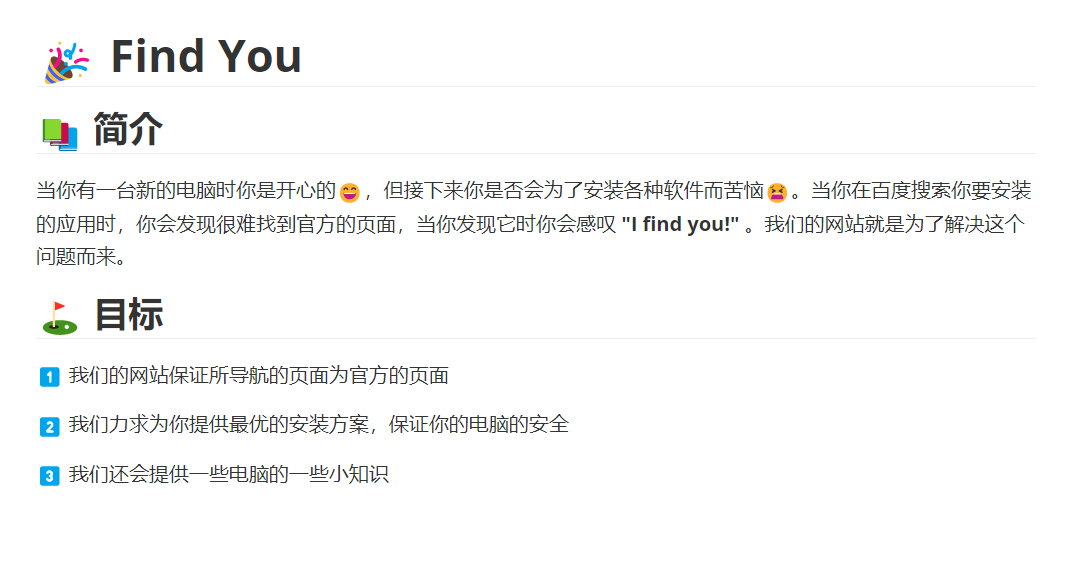 🎉 Find You
📚 简介
当你有一台新的电脑时你是开心的😄，但接下来你是否会为了安装各种软件而苦恼😫。当你在百度搜索你要安装
的应用时，你会发现很难找到官方的页面，当你发现它时你会感叹 "I find you!" 。我们的网站就是为了解决这个
问题而来。
⛳ 目标
1️⃣ 我们的网站保证所导航的页面为官方的页面
2️⃣ 我们力求为你提供最优的安装方案，保证你的电脑的安全
3️⃣ 我们还会提供一些电脑的一些小知识